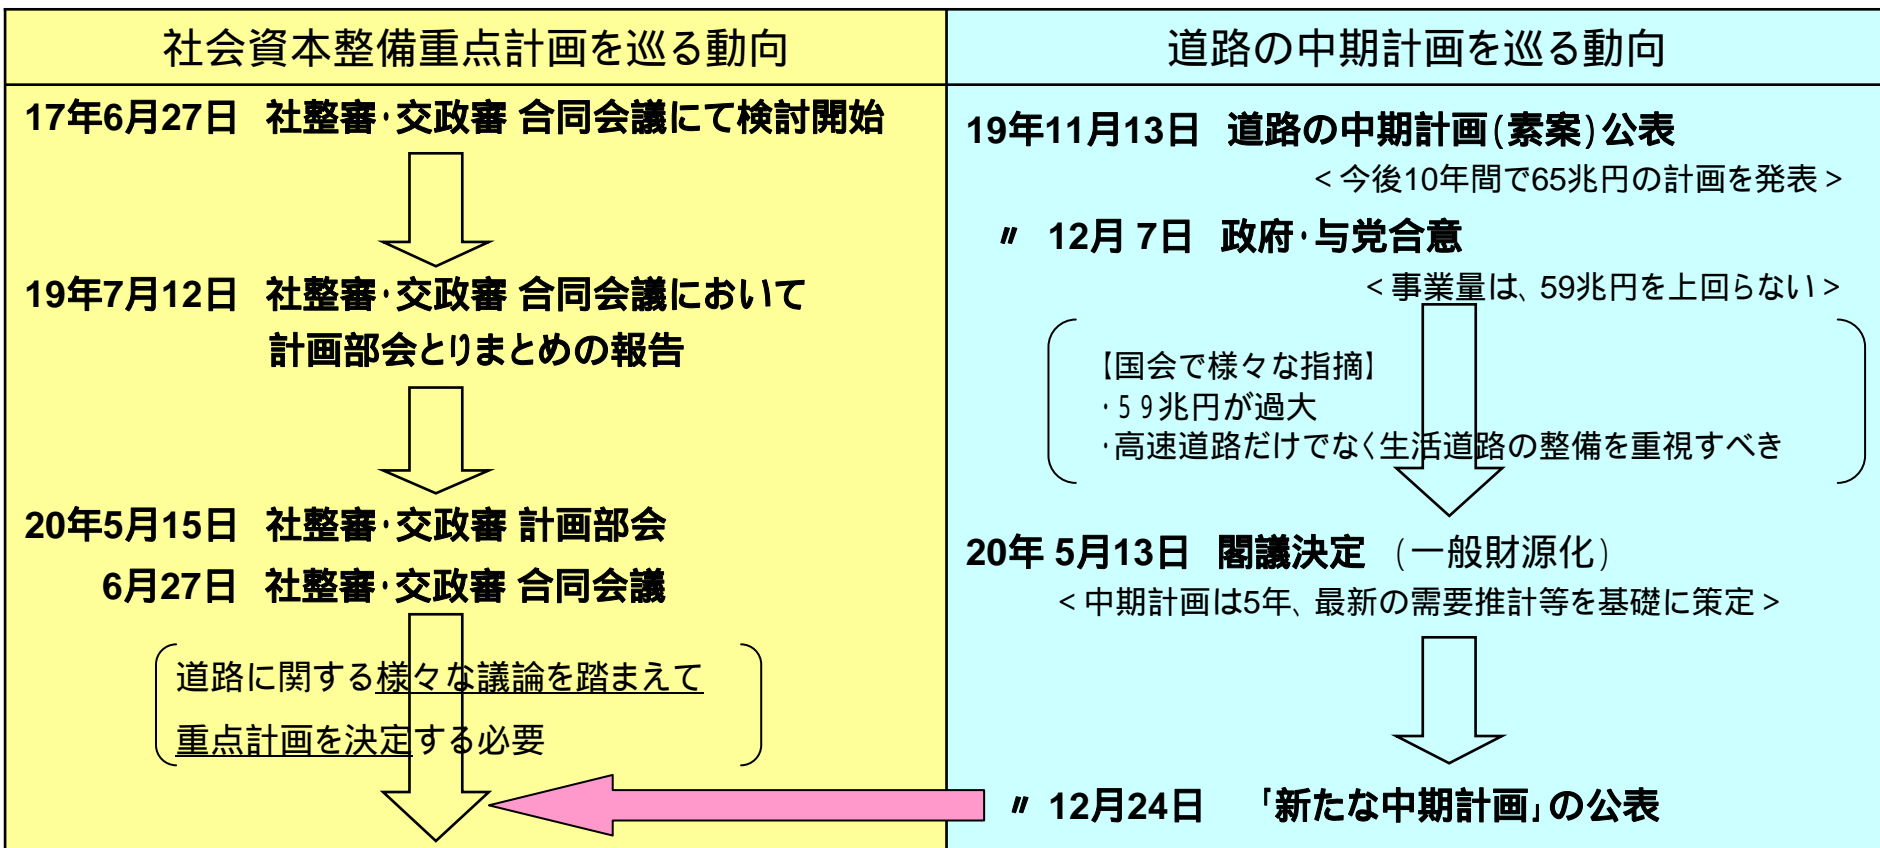 社会資本整備重点計画を巡る動向
17年6月27日 社整審・交政審 合同会議にて検討開始
19年7月12日 社整審・交政審 合同会議において
計画部会とりまとめの報告
20年5月15日 社整審・交政審 計画部会
6月27日 社整審・交政審 合同会議
道路に関する様々な議論を踏まえて
重点計画を決定する必要
道路の中期計画を巡る動向
19年11月13日 道路の中期計画(素案)公表
<今後10年間で65兆円の計画を発表>
〃 12月 7日 政府・与党合意
<事業量は、59兆円を上回らない>
【国会で様々な指摘】
・59兆円が過大
・高速道路だけでなく生活道路の整備を重視すべき
20年 5月13日 閣議決定 (一般財源化)
<中期計画は5年、最新の需要推計等を基礎に策定>
〃 12月24日 「新たな中期計画」の公表